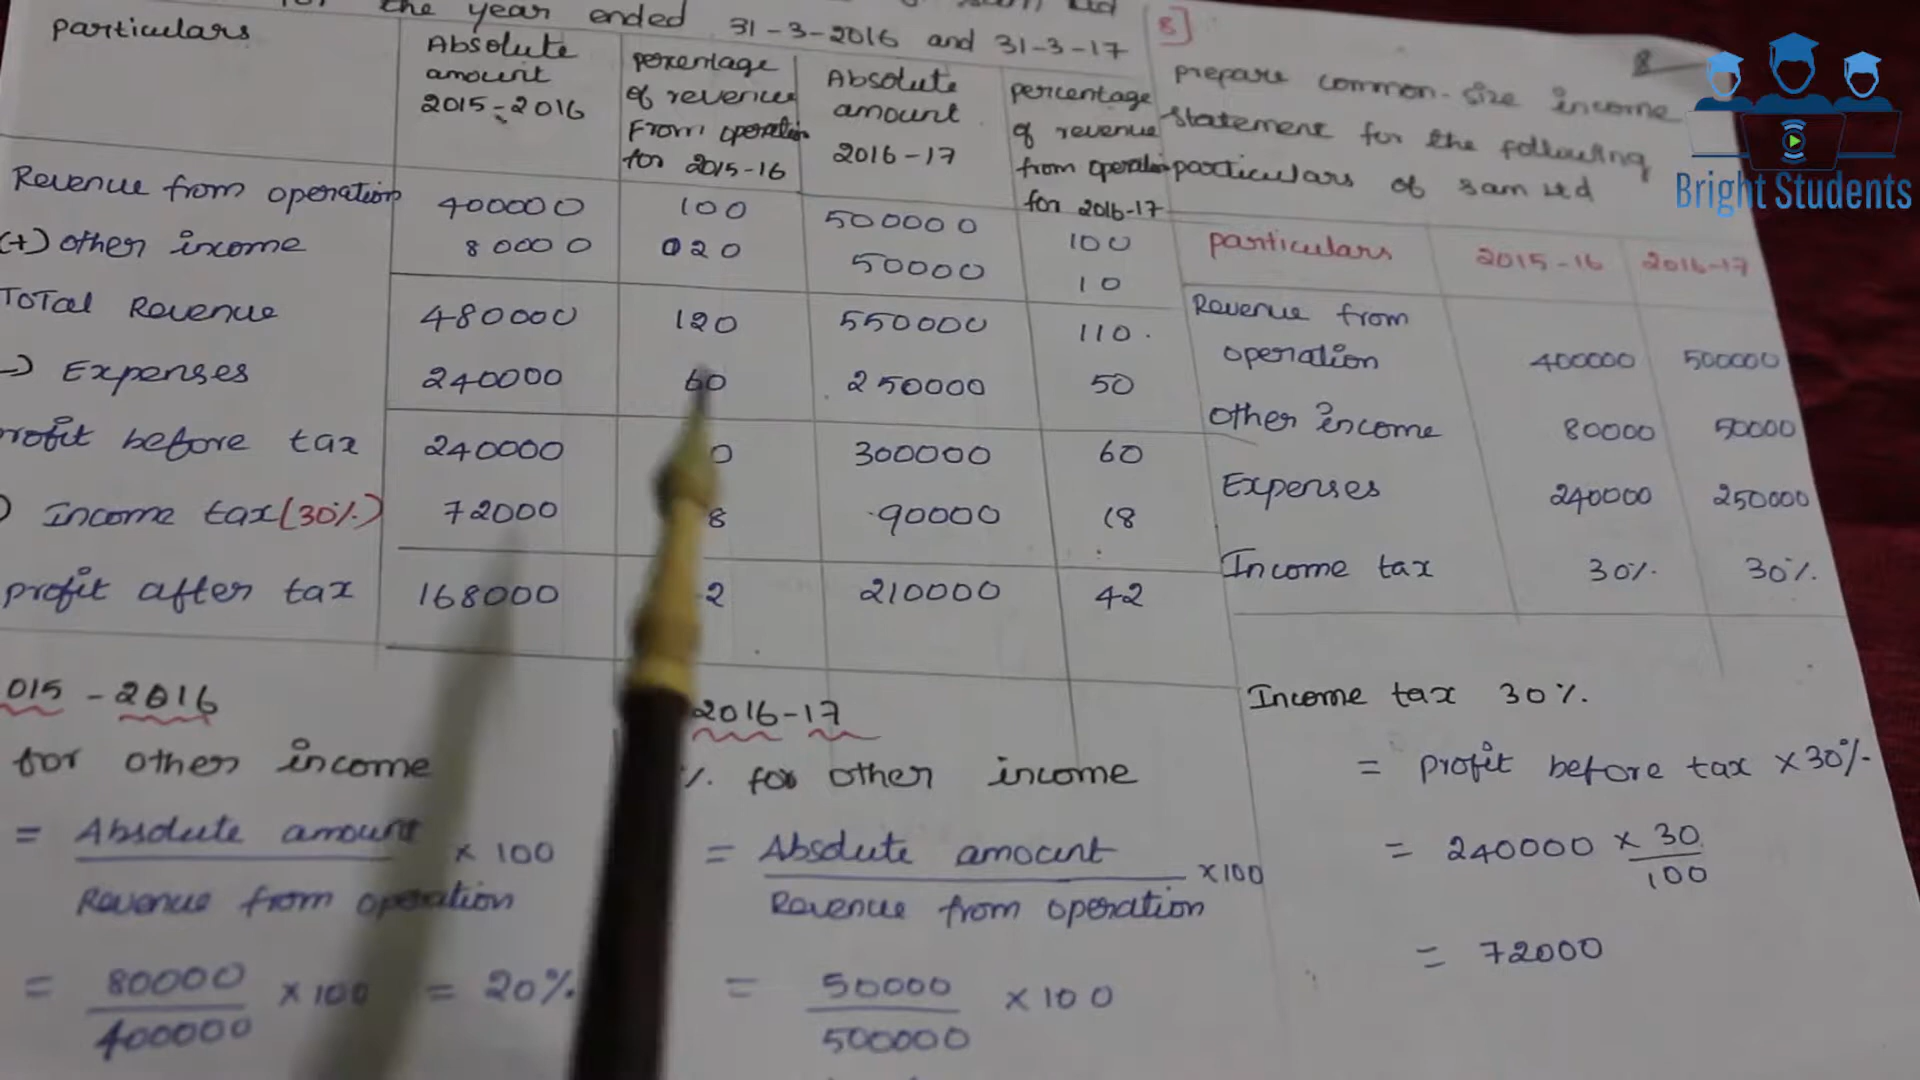 the year ended 31-3-2016 and 31-3-17
particulars
Absolute
amount
2015-2016
percentage
of revenue
From operation
for 2015-16
Absolute
amount
2016-17
percentage
of revenue
from operation
for 2016-17
Revenue from operation 400000 100 500000 100
(+) other income 80000 020 50000 10
Total Revenue 480000 120 550000 110.
-) Expenses 240000 60 250000 50
rofit before tax 240000 0 300000 60
) Income tax (30%) 72000 8 90000 18
profit after tax 168000 2 210000 42
015 - 2016
for other income
= Absolute amount
Revenue from operation
× 100
= 80000
400000
× 100 = 20%.
2016-17
% for other income
= Absolute amount
Revenue from operation
×100
= 50000
500000
× 100
8]
8
prepare common-size income
statement for the following
particulars of sam Ltd
particulars 2015-16 2016-17
Revenue from
operation 400000 500000
Other income 80000 50000
Expenses 240000 250000
Income tax 30% 30%
Income tax 30%.
= profit before tax ×30%
= 240000 × 30
100
= 72000
Bright Students